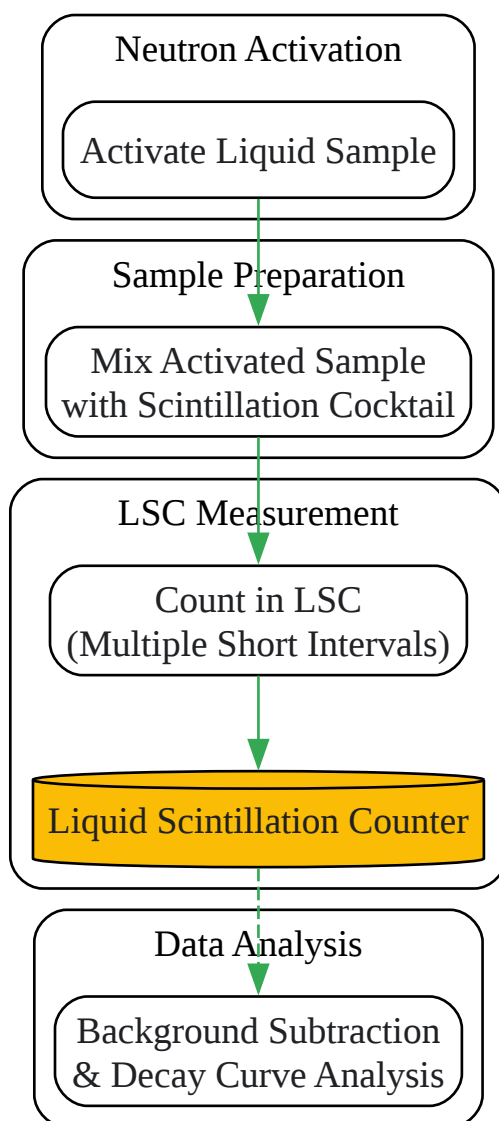 Neutron Activation
Activate Liquid Sample
Sample Preparation
Mix Activated Sample
with Scintillation Cocktail
LSC Measurement
Count in LSC
(Multiple Short Intervals)
Liquid Scintillation Counter
Data Analysis
Background Subtraction
& Decay Curve Analysis